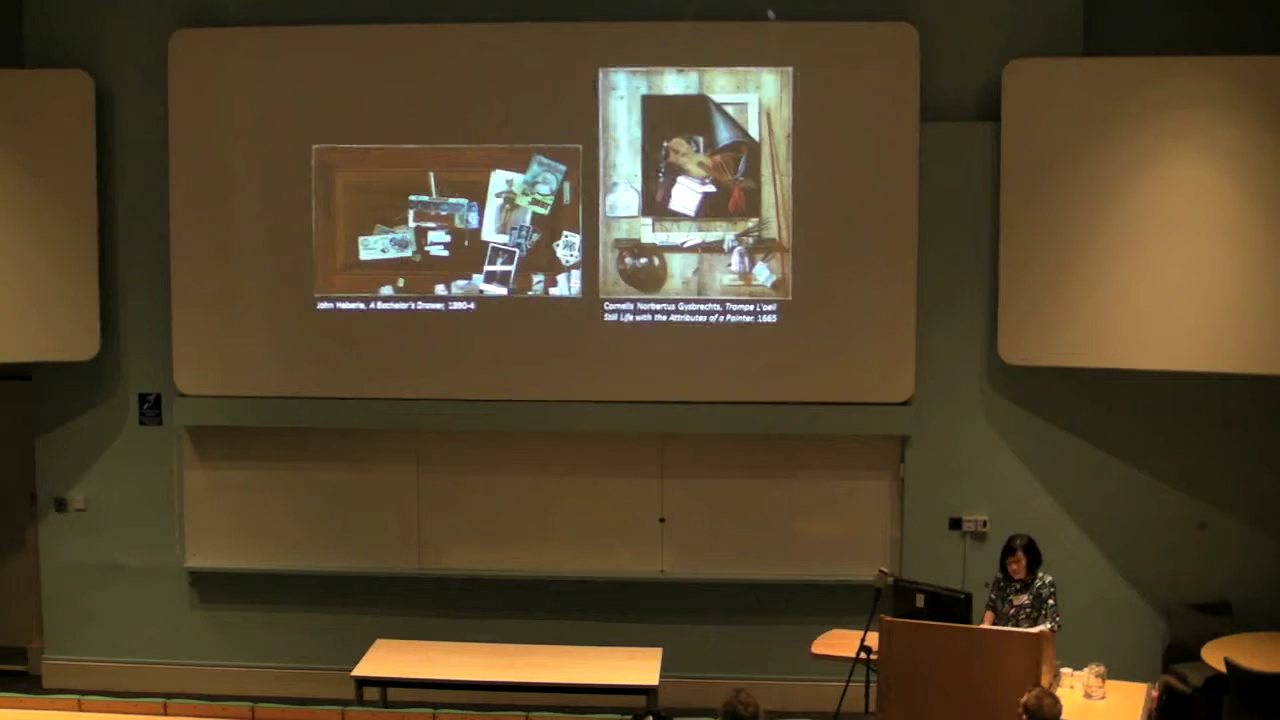 John Haberle, A Bachelor's Drawer, 1890-4
Cornelis Norbertus Gysbrechts, Trompe L'oeil
Still Life with the Attributes of a Painter, 1665